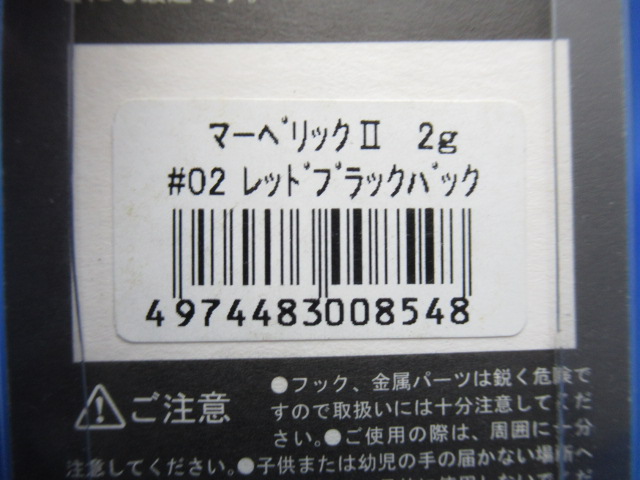 マーベリックⅡ 2g
#02 レッドブラックバック
4974483008548
ご注意
●フック、金属パーツは鋭く危険で
すので取扱いには十分注意してくだ
さい。●ご使用の際は、周囲に十分
注意してください。●子供または幼児の手の届かない場所へ